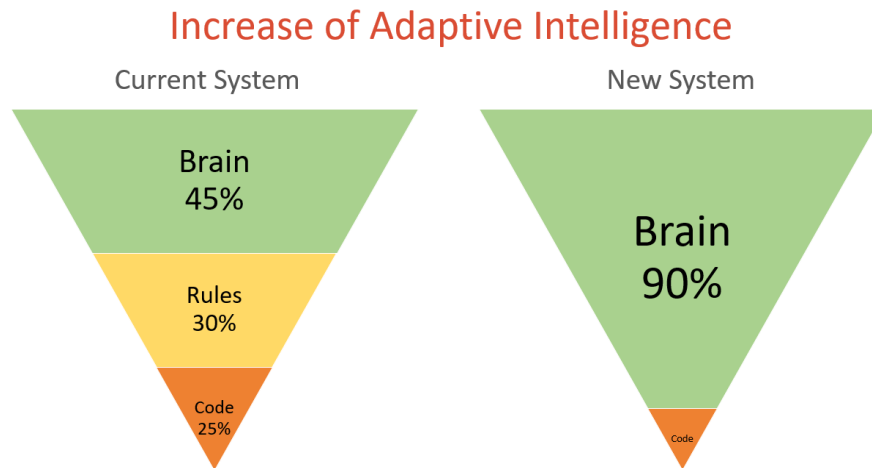 Increase of Adaptive Intelligence
Current System
New System
Brain
45%
Rules
30%
Code
25%
Brain
90%
Code